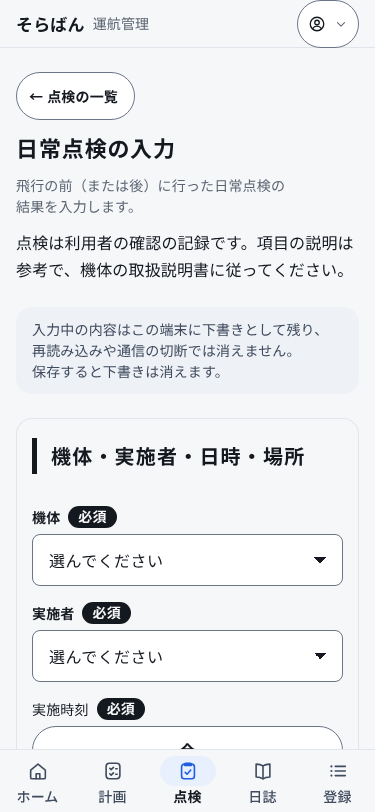 そらばん 運航管理
← 点検の一覧
日常点検の入力
飛行の前（または後）に行った日常点検の
結果を入力します。
点検は利用者の確認の記録です。項目の説明は
参考で、機体の取扱説明書に従ってください。
入力中の内容はこの端末に下書きとして残り、
再読み込みや通信の切断では消えません。
保存すると下書きは消えます。
機体・実施者・日時・場所
機体 必須
選んでください
実施者 必須
選んでください
実施時刻 必須
ホーム 計画 点検 日誌 登録